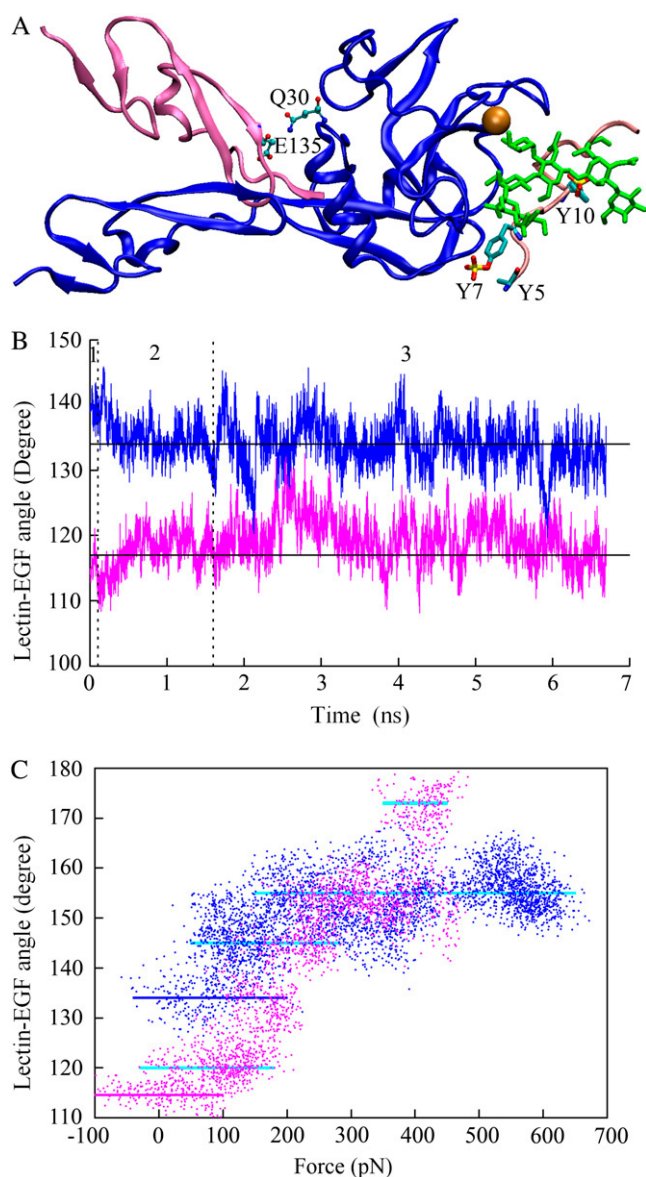 A
Q30
E135
Y10
Y7 Y5
B
150
140
130
120
110
100
1 2 3
Lectin-EGF angle (Degree)
0 1 2 3 4 5 6 7
Time (ns)
C
180
170
160
150
140
130
120
110
Lectin-EGF angle (degree)
-100 0 100 200 300 400 500 600 700
Force (pN)